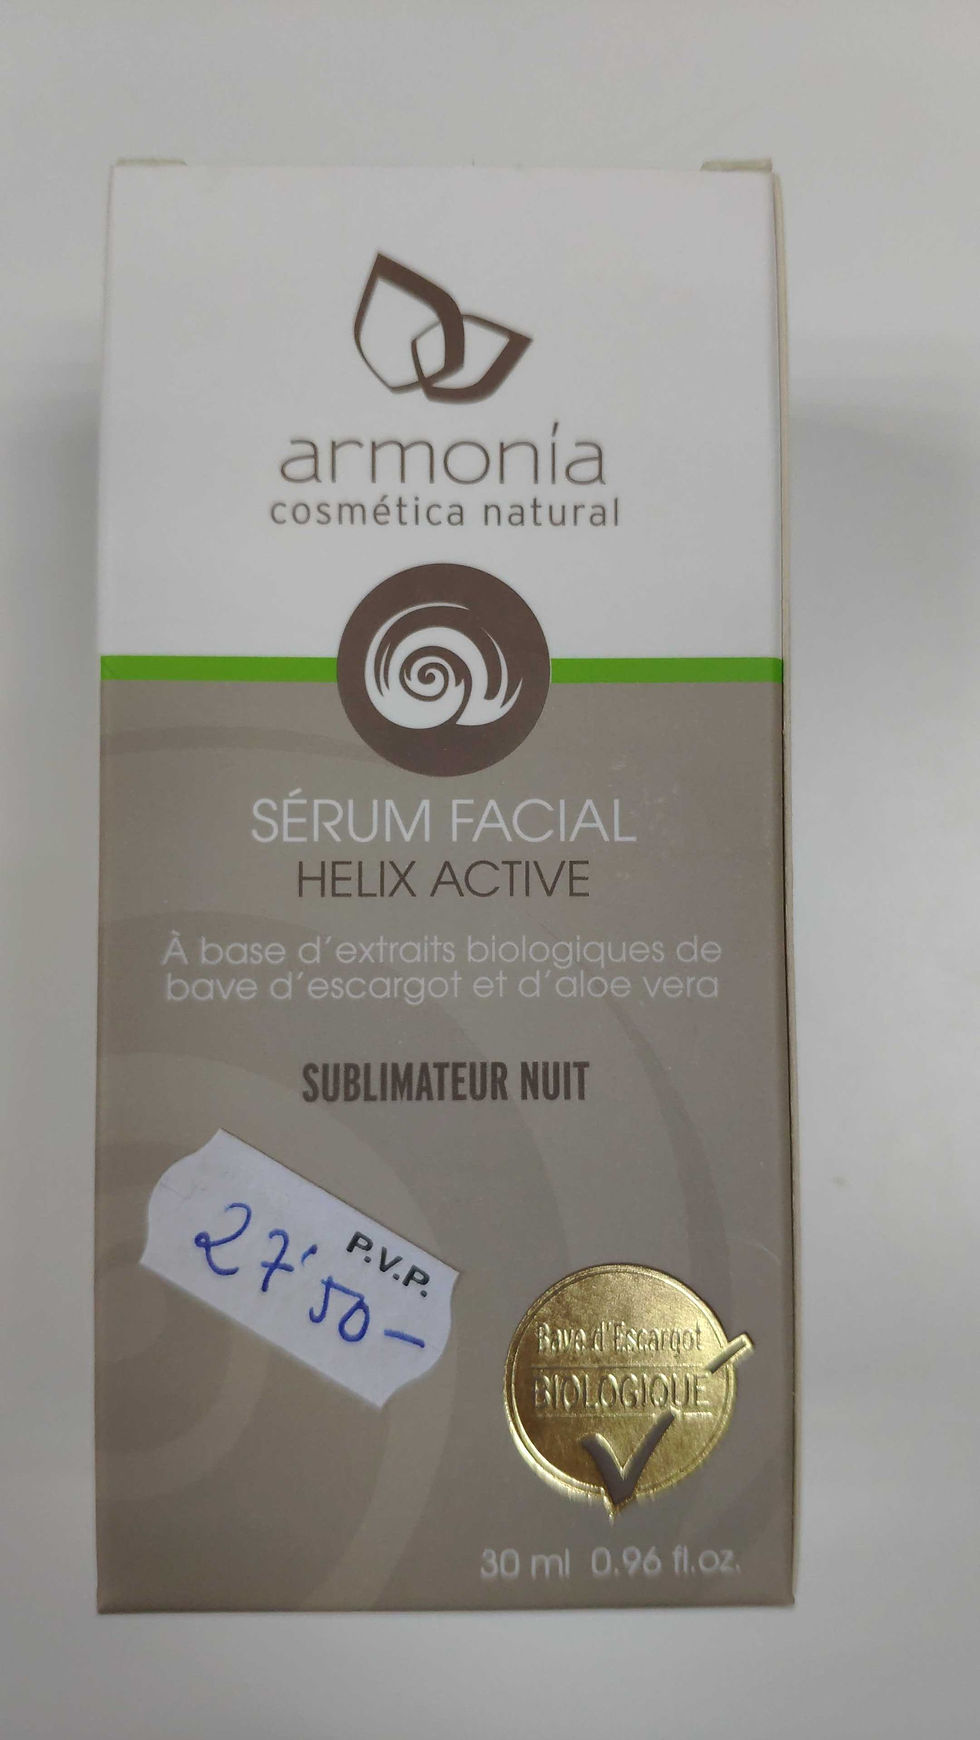 armonía
cosmética natural
SÉRUM FACIAL
HELIX ACTIVE
À base d'extraits biologiques de
bave d'escargot et d'aloe vera
SUBLIMATEUR NUIT
P.V.P.
27'50-
Bave d'Escargot
BIOLOGIQUE
30 ml 0.96 fl.oz.